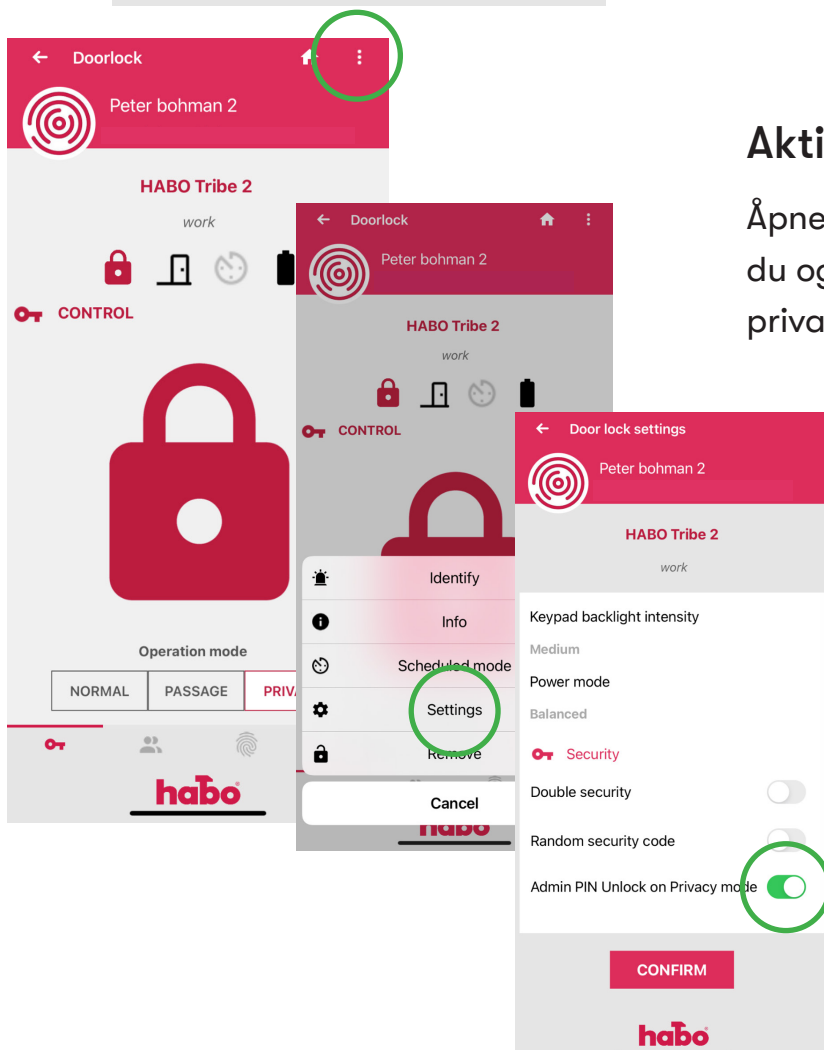 Doorlock
Peter bohman 2
HABO Tribe 2
work
CONTROL
Operation mode
NORMAL PASSAGE
habo
Doorlock
Peter bohman 2
HABO Tribe 2
work
CONTROL
Identify
Info
Scheduled mode
Settings
Remove
Cancel
habo
Door lock settings
Peter bohman 2
HABO Tribe 2
work
Keypad backlight intensity
Medium
Power mode
Balanced
Security
Double security
Random security code
Admin PIN Unlock on Privacy mode
CONFIRM
habo
Akti
Åpne
du og
priva